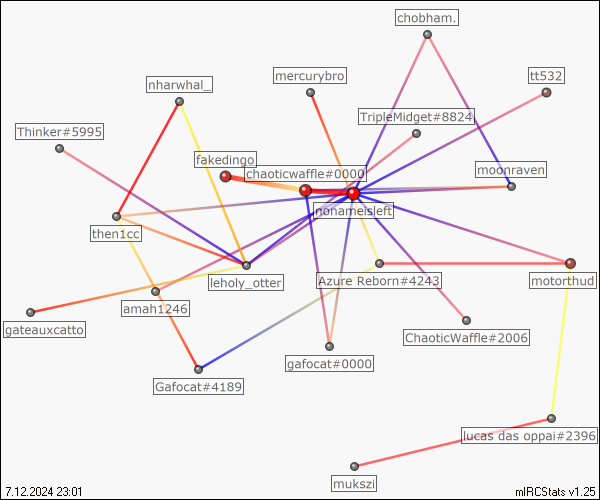 chobham.
mercurybro
tt532
nharwhal_
TripleMidget#8824
Thinker#5995
fakedingo
chaoticwaffle#0000
moonraven
nonameisleft
then1cc
leholy_otter
Azure Reborn#4243
motorthud
amah1246
gateauxcatto
ChaoticWaffle#2006
gafocat#0000
Gafocat#4189
lucas das oppai#2396
mukszi
7.12.2024 23:01
mIRCStats v1.25